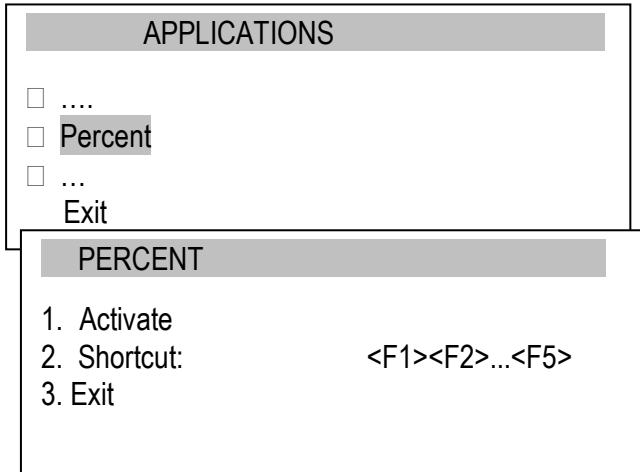 APPLICATIONS
….
Percent
…
Exit
PERCENT
1. Activate
2. Shortcut: <F1><F2>...<F5>
3. Exit